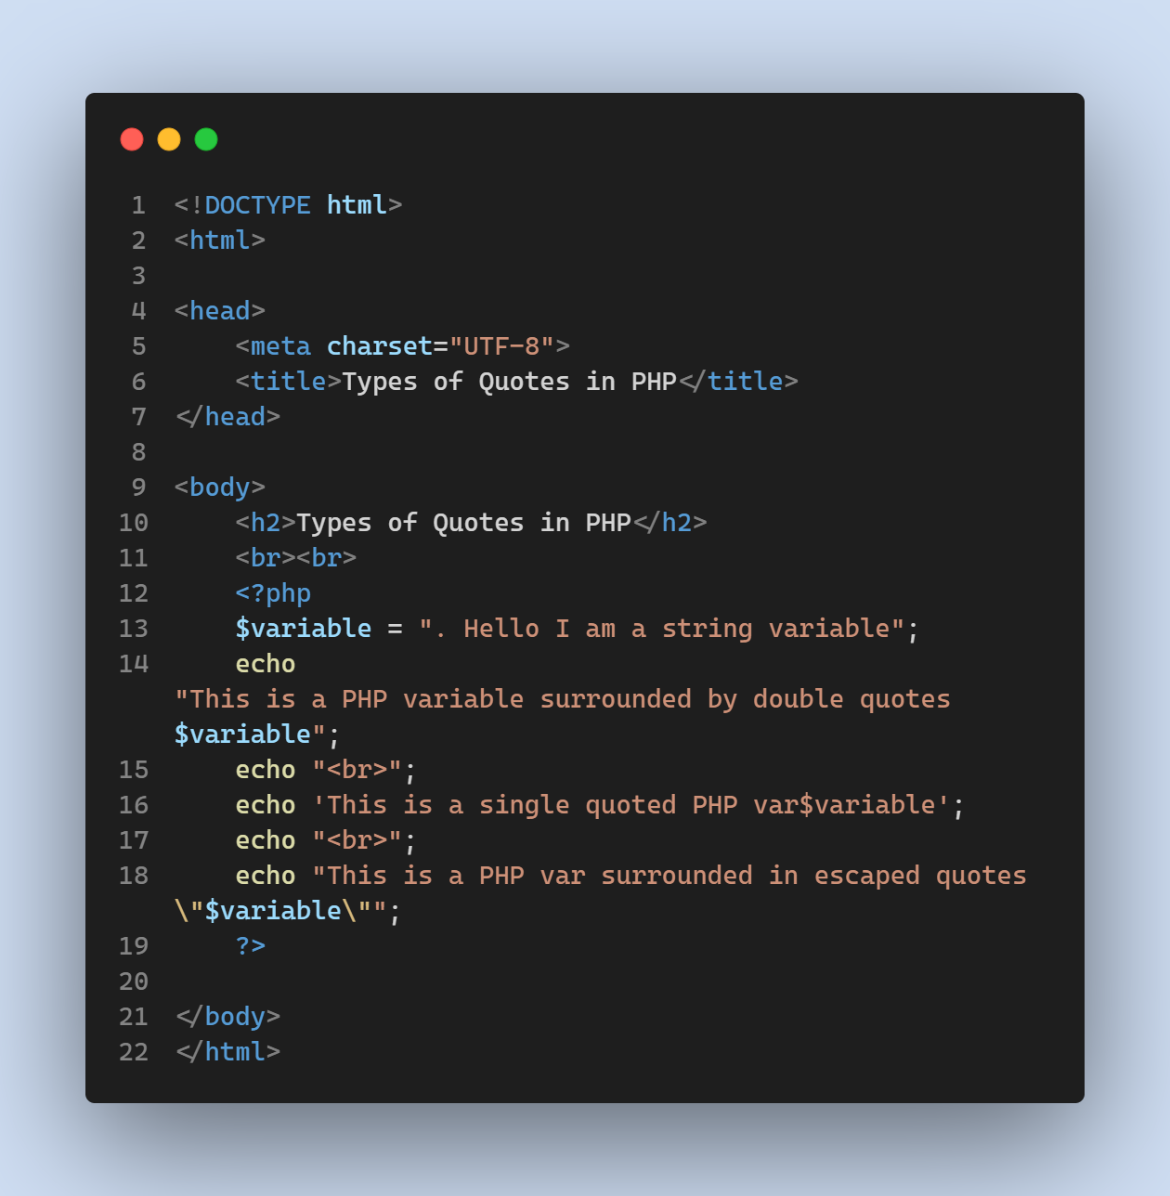 1 <!DOCTYPE html>
2 <html>
3
4 <head>
5     <meta charset="UTF-8">
6     <title>Types of Quotes in PHP</title>
7 </head>
8
9 <body>
10     <h2>Types of Quotes in PHP</h2>
11     <br><br>
12     <?php
13     $variable = ". Hello I am a string variable";
14     echo
"This is a PHP variable surrounded by double quotes
$variable";
15     echo "<br>";
16     echo 'This is a single quoted PHP var$variable';
17     echo "<br>";
18     echo "This is a PHP var surrounded in escaped quotes
\"$variable\"";
19     ?>
20
21 </body>
22 </html>